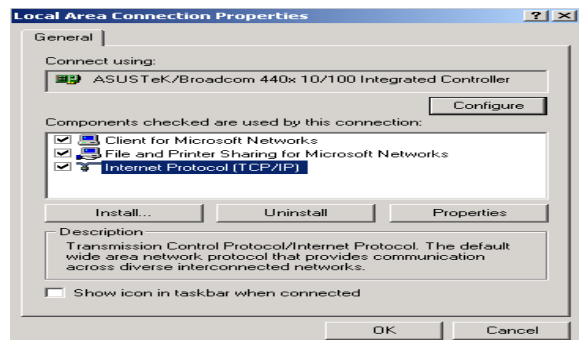 Local Area Connection Properties
General
Connect using:
ASUSTeK/Broadcom 440x 10/100 Integrated Controller
Configure
Components checked are used by this connection:
Client for Microsoft Networks
File and Printer Sharing for Microsoft Networks
Internet Protocol (TCP/IP)
Install... Uninstall Properties
Description
Transmission Control Protocol/Internet Protocol. The default
wide area network protocol that provides communication
across diverse interconnected networks.
Show icon in taskbar when connected
OK Cancel